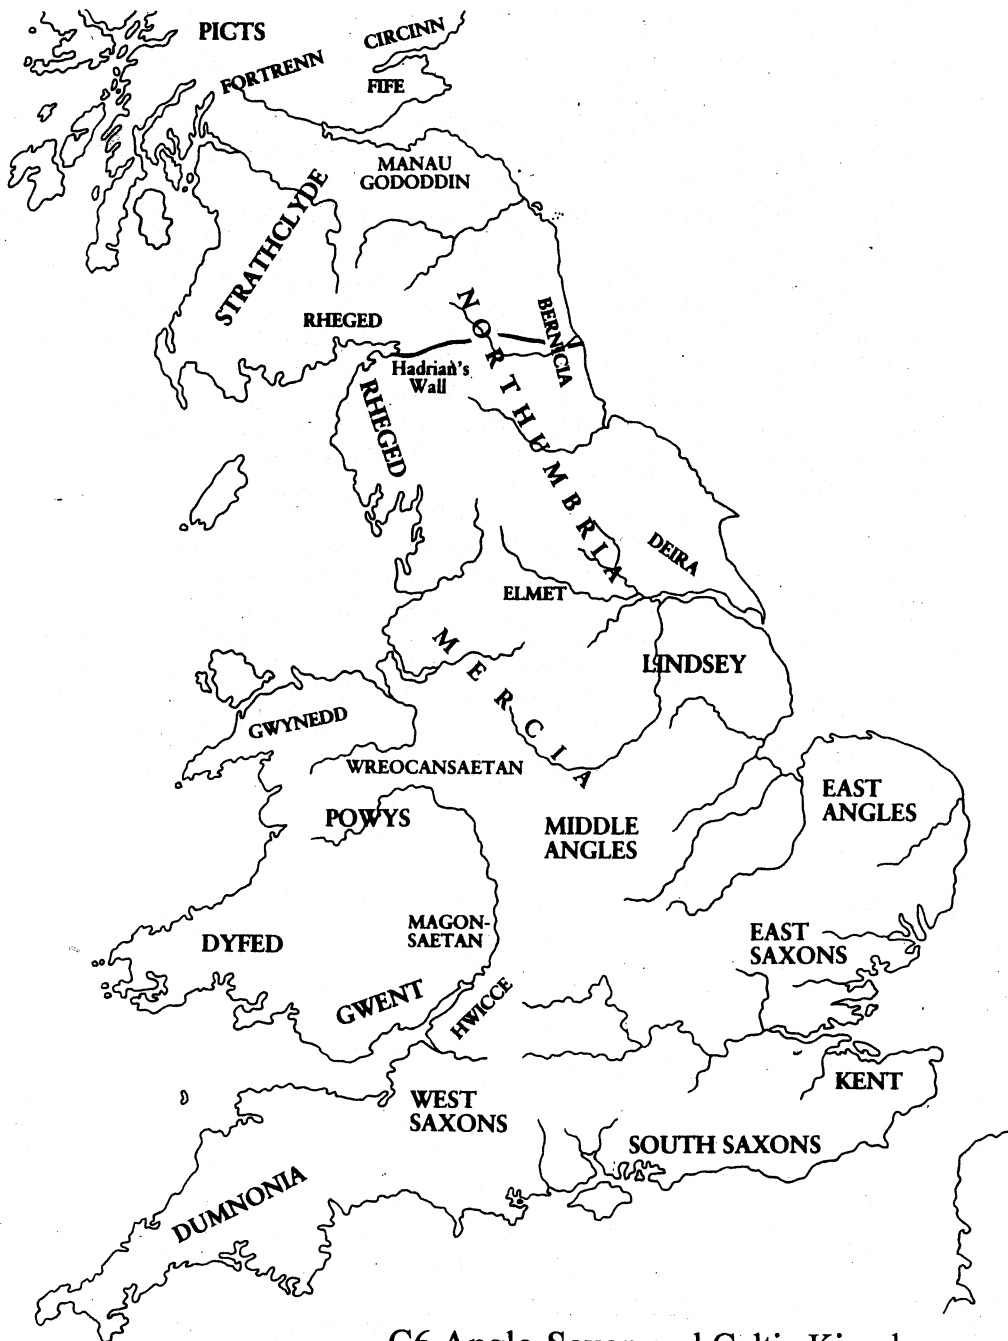 PICTS
CIRCINN
FORTRENN
FIFE
MANAU
GODODDIN
STRATHCLYDE
NORTHUMBRIA
BERNICIA
RHEGED
Hadrian's
Wall
RHEGED
DEIRA
ELMET
MERCIA
LINDSEY
GWYNEDD
WREOCANSAETAN
EAST
ANGLES
POWYS
MIDDLE
ANGLES
MAGON-
SAETAN
DYFED
EAST
SAXONS
GWENT
HWICCE
KENT
WEST
SAXONS
SOUTH SAXONS
DUMNONIA